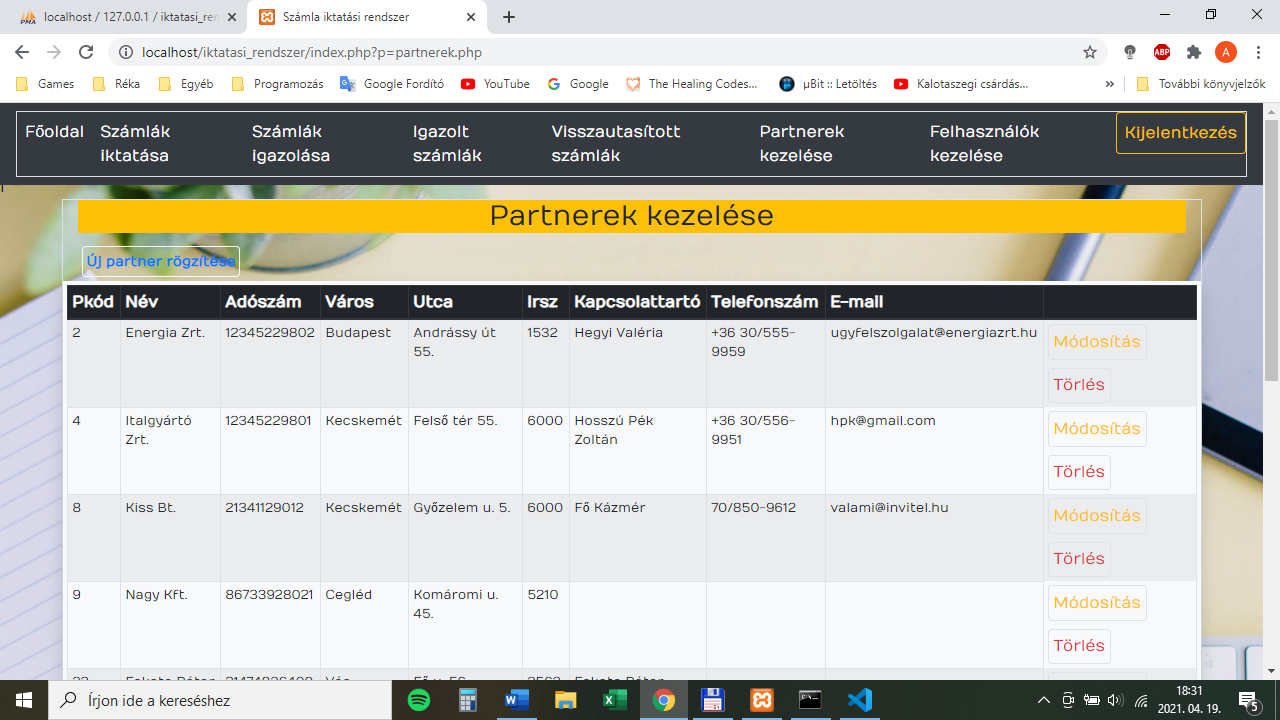 localhost / 127.0.0.1 / iktatasi_ren
Számla iktatási rendszer
localhost/iktatasi_rendszer/index.php?p=partnerek.php
ABP
A
Games Réka Egyéb Programozás Google Fordító YouTube Google The Healing Codes... µBit :: Letöltés Kalotaszegi csárdás... » További könyvjelzők
Főoldal Számlák iktatása Számlák igazolása Igazolt számlák Visszautasított számlák Partnerek kezelése Felhasználók kezelése Kijelentkezés
Partnerek kezelése
Új partner rögzítése
Pkód Név Adószám Város Utca Irsz Kapcsolattartó Telefonszám E-mail
2 Energia Zrt. 12345229802 Budapest Andrássy út 55. 1532 Hegyi Valéria +36 30/555-9959 ugyfelszolgalat@energiazrt.hu Módosítás
Törlés
4 Italgyártó Zrt. 12345229801 Kecskemét Felső tér 55. 6000 Hosszú Pék Zoltán +36 30/556-9951 hpk@gmail.com Módosítás
Törlés
8 Kiss Bt. 21341129012 Kecskemét Győzelem u. 5. 6000 Fő Kázmér 70/850-9612 valami@invitel.hu Módosítás
Törlés
9 Nagy Kft. 86733928021 Cegléd Komáromi u. 45. 5210 Módosítás
Törlés
Írjon ide a kereséshez
18:31
2021. 04. 19.
5